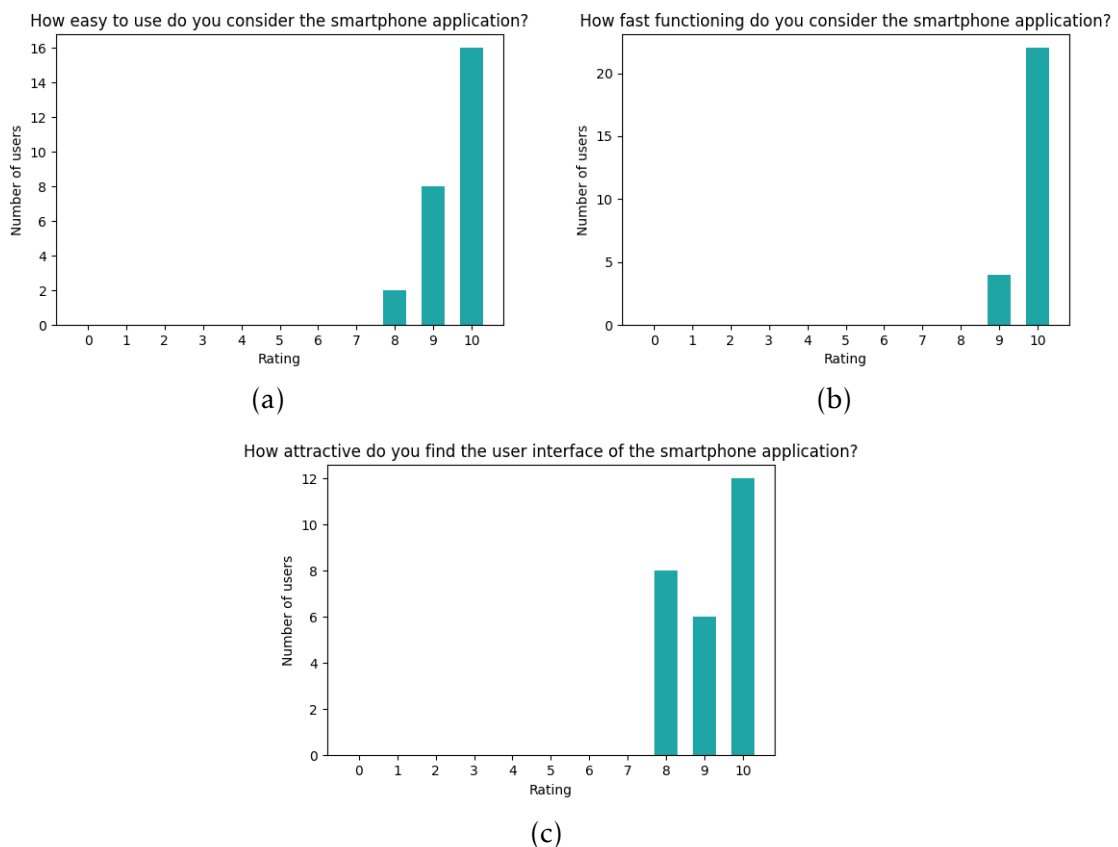 How easy to use do you consider the smartphone application?
16
14
12
10
8
6
4
2
0
Number of users
0 1 2 3 4 5 6 7 8 9 10
Rating
(a)
How fast functioning do you consider the smartphone application?
20
15
10
5
0
Number of users
0 1 2 3 4 5 6 7 8 9 10
Rating
(b)
How attractive do you find the user interface of the smartphone application?
12
10
8
6
4
2
0
Number of users
0 1 2 3 4 5 6 7 8 9 10
Rating
(c)